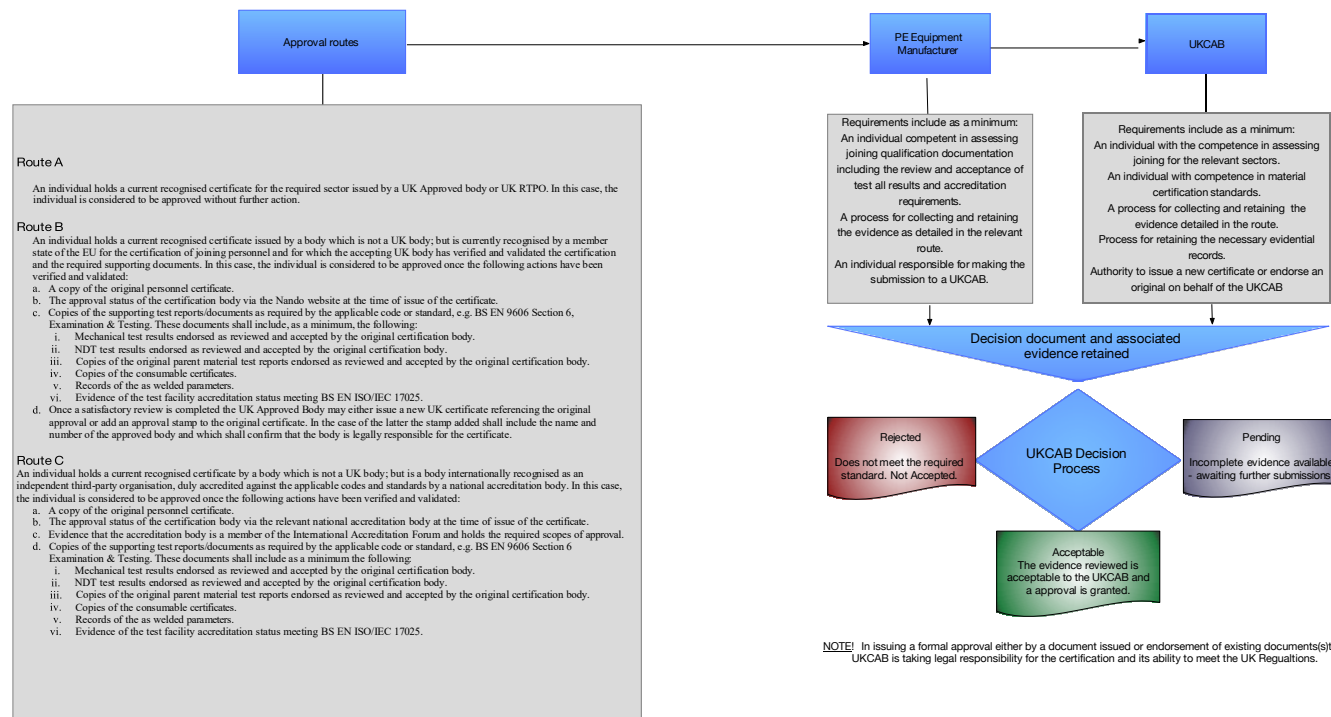 Approval routes
PE Equipment
Manufacturer
UKCAB
Route A
An individual holds a current recognised certificate for the required sector issued by a UK Approved body or UK RTPO. In this case, the
individual is considered to be approved without further action.
Route B
An individual holds a current recognised certificate issued by a body which is not a UK body; but is currently recognised by a member
state of the EU for the certification of joining personnel and for which the accepting UK body has verified and validated the certification
and the required supporting documents. In this case, the individual is considered to be approved once the following actions have been
verified and validated:
a. A copy of the original personnel certificate.
b. The approval status of the certification body via the Nando website at the time of issue of the certificate.
c. Copies of the supporting test reports/documents as required by the applicable code or standard, e.g. BS EN 9606 Section 6,
Examination & Testing. These documents shall include, as a minimum, the following:
i. Mechanical test results endorsed as reviewed and accepted by the original certification body.
ii. NDT test results endorsed as reviewed and accepted by the original certification body.
iii. Copies of the original parent material test reports endorsed as reviewed and accepted by the original certification body.
iv. Copies of the consumable certificates.
v. Records of the as welded parameters.
vi. Evidence of the test facility accreditation status meeting BS EN ISO/IEC 17025.
d. Once a satisfactory review is completed the UK Approved Body may either issue a new UK certificate referencing the original
approval or add an approval stamp to the original certificate. In the case of the latter the stamp added shall include the name and
number of the approved body and which shall confirm that the body is legally responsible for the certificate.
Route C
An individual holds a current recognised certificate by a body which is not a UK body; but is a body internationally recognised as an
independent third-party organisation, duly accredited against the applicable codes and standards by a national accreditation body. In this case,
the individual is considered to be approved once the following actions have been verified and validated:
a. A copy of the original personnel certificate.
b. The approval status of the certification body via the relevant national accreditation body at the time of issue of the certificate.
c. Evidence that the accreditation body is a member of the International Accreditation Forum and holds the required scopes of approval.
d. Copies of the supporting test reports/documents as required by the applicable code or standard, e.g. BS EN 9606 Section 6
Examination & Testing. These documents shall include as a minimum the following:
i. Mechanical test results endorsed as reviewed and accepted by the original certification body.
ii. NDT test results endorsed as reviewed and accepted by the original certification body.
iii. Copies of the original parent material test reports endorsed as reviewed and accepted by the original certification body.
iv. Copies of the consumable certificates.
v. Records of the as welded parameters.
vi. Evidence of the test facility accreditation status meeting BS EN ISO/IEC 17025.
Requirements include as a minimum:
An individual competent in assessing
joining qualification documentation
including the review and acceptance of
test all results and accreditation
requirements.
A process for collecting and retaining
the evidence as detailed in the relevant
route.
An individual responsible for making the
submission to a UKCAB.
Requirements include as a minimum:
An individual with the competence in assessing
joining for the relevant sectors.
An individual with competence in material
certification standards.
A process for collecting and retaining the
evidence detailed in the route.
Process for retaining the necessary evidential
records.
Authority to issue a new certificate or endorse an
original on behalf of the UKCAB
Decision document and associated
evidence retained
Rejected
Does not meet the required
standard. Not Accepted.
UKCAB Decision
Process
Pending
Incomplete evidence available
- awaiting further submissions
Acceptable
The evidence reviewed is
acceptable to the UKCAB and
a approval is granted.
NOTE! In issuing a formal approval either by a document issued or endorsement of existing documents(s)t
UKCAB is taking legal responsibility for the certification and its ability to meet the UK Regualtions.